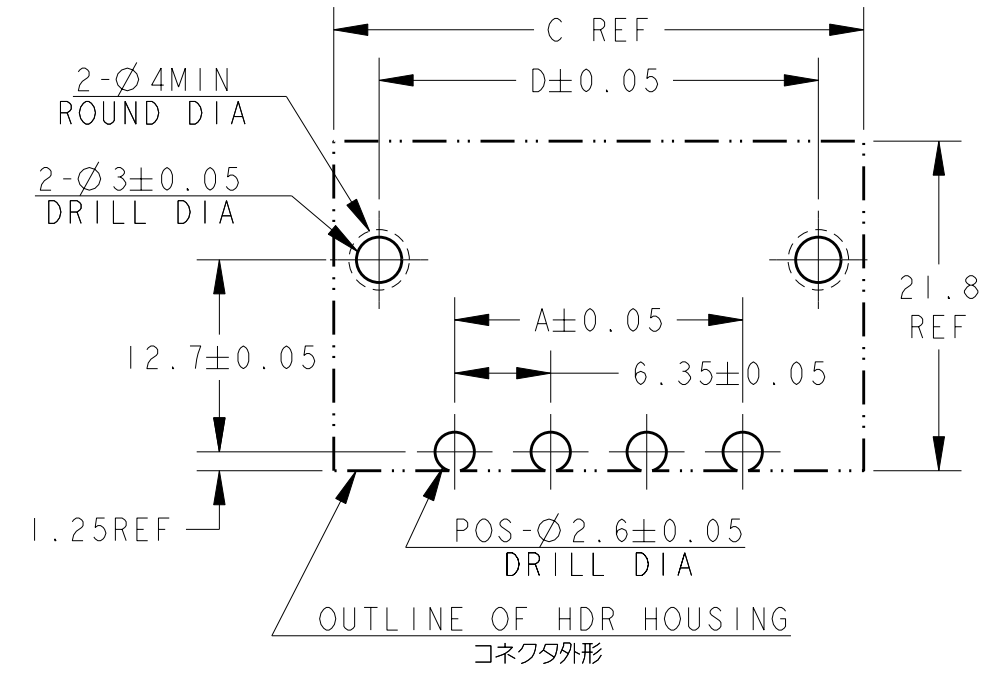 C REF
D±0.05
2-Ø4MIN
ROUND DIA
2-Ø3±0.05
DRILL DIA
21.8
REF
A±0.05
12.7±0.05
6.35±0.05
1.25REF
POS-Ø2.6±0.05
DRILL DIA
OUTLINE OF HDR HOUSING
コネクタ外形